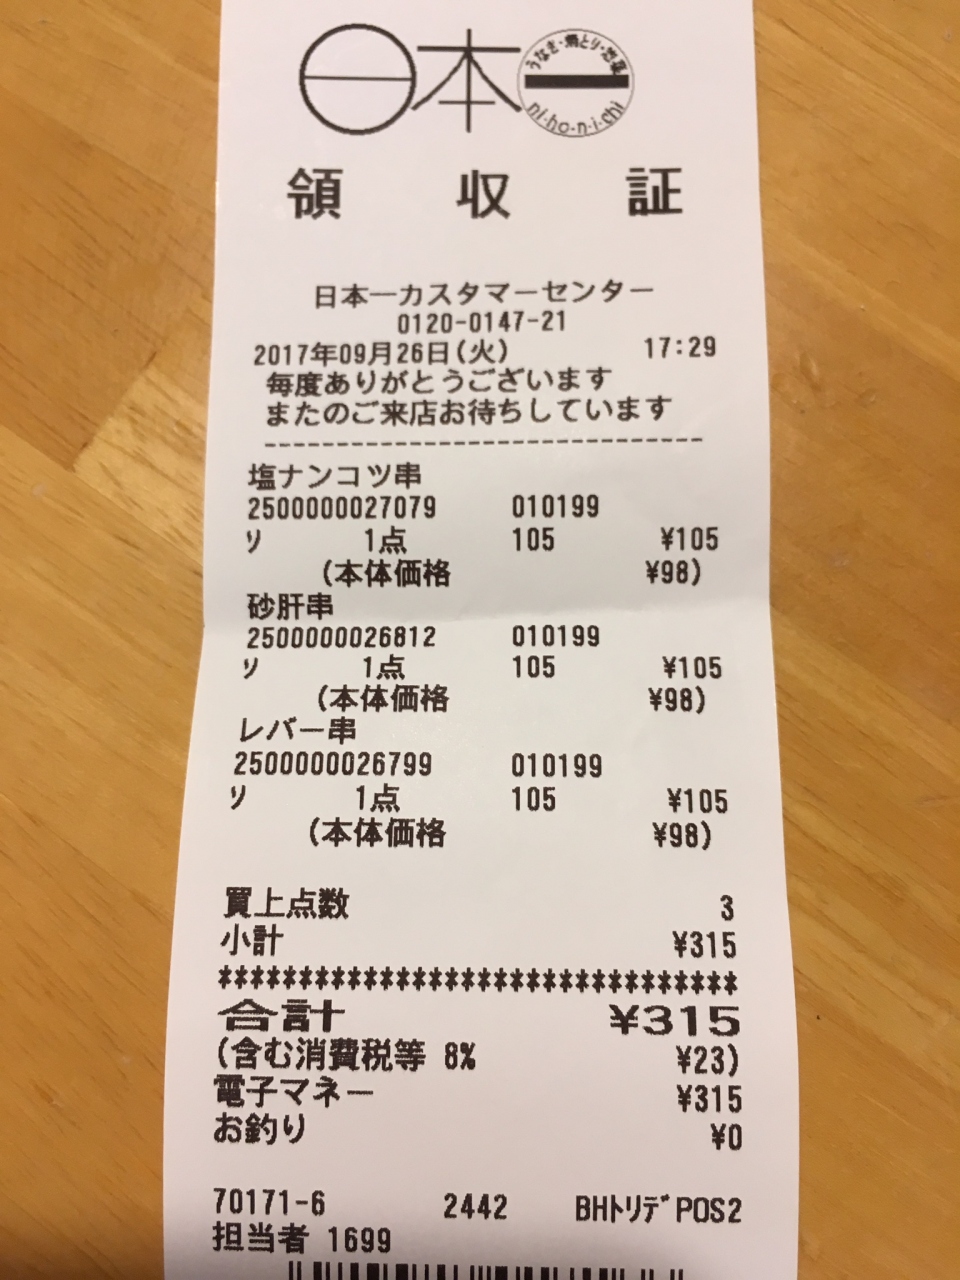 日本一
うなぎ・焼とり・惣菜
ni-ho-n-i-chi
領収証
日本一カスタマーセンター
0120-0147-21
2017年09月26日(火) 17:29
毎度ありがとうございます
またのご来店お待ちしています
------------------------------
塩ナンコツ串
2500000027079 010199
ソ 1点 105 ¥105
(本体価格 ¥98)
砂肝串
2500000026812 010199
ソ 1点 105 ¥105
(本体価格 ¥98)
レバー串
2500000026799 010199
ソ 1点 105 ¥105
(本体価格 ¥98)
買上点数 3
小計 ¥315
********************************
合計 ¥315
(含む消費税等 8% ¥23)
電子マネー ¥315
お釣り ¥0
70171-6 2442 BHトリデPOS2
担当者 1699